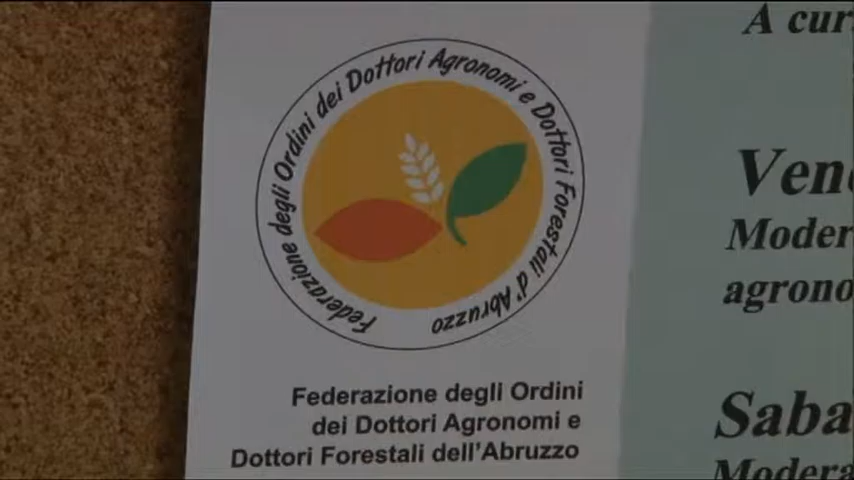 Federazione degli Ordini dei Dottori Agronomi e Dottori Forestali d'Abruzzo
Federazione degli Ordini
dei Dottori Agronomi e
Dottori Forestali dell'Abruzzo
A cur
Vene
Moder
agrono
Saba
Modera